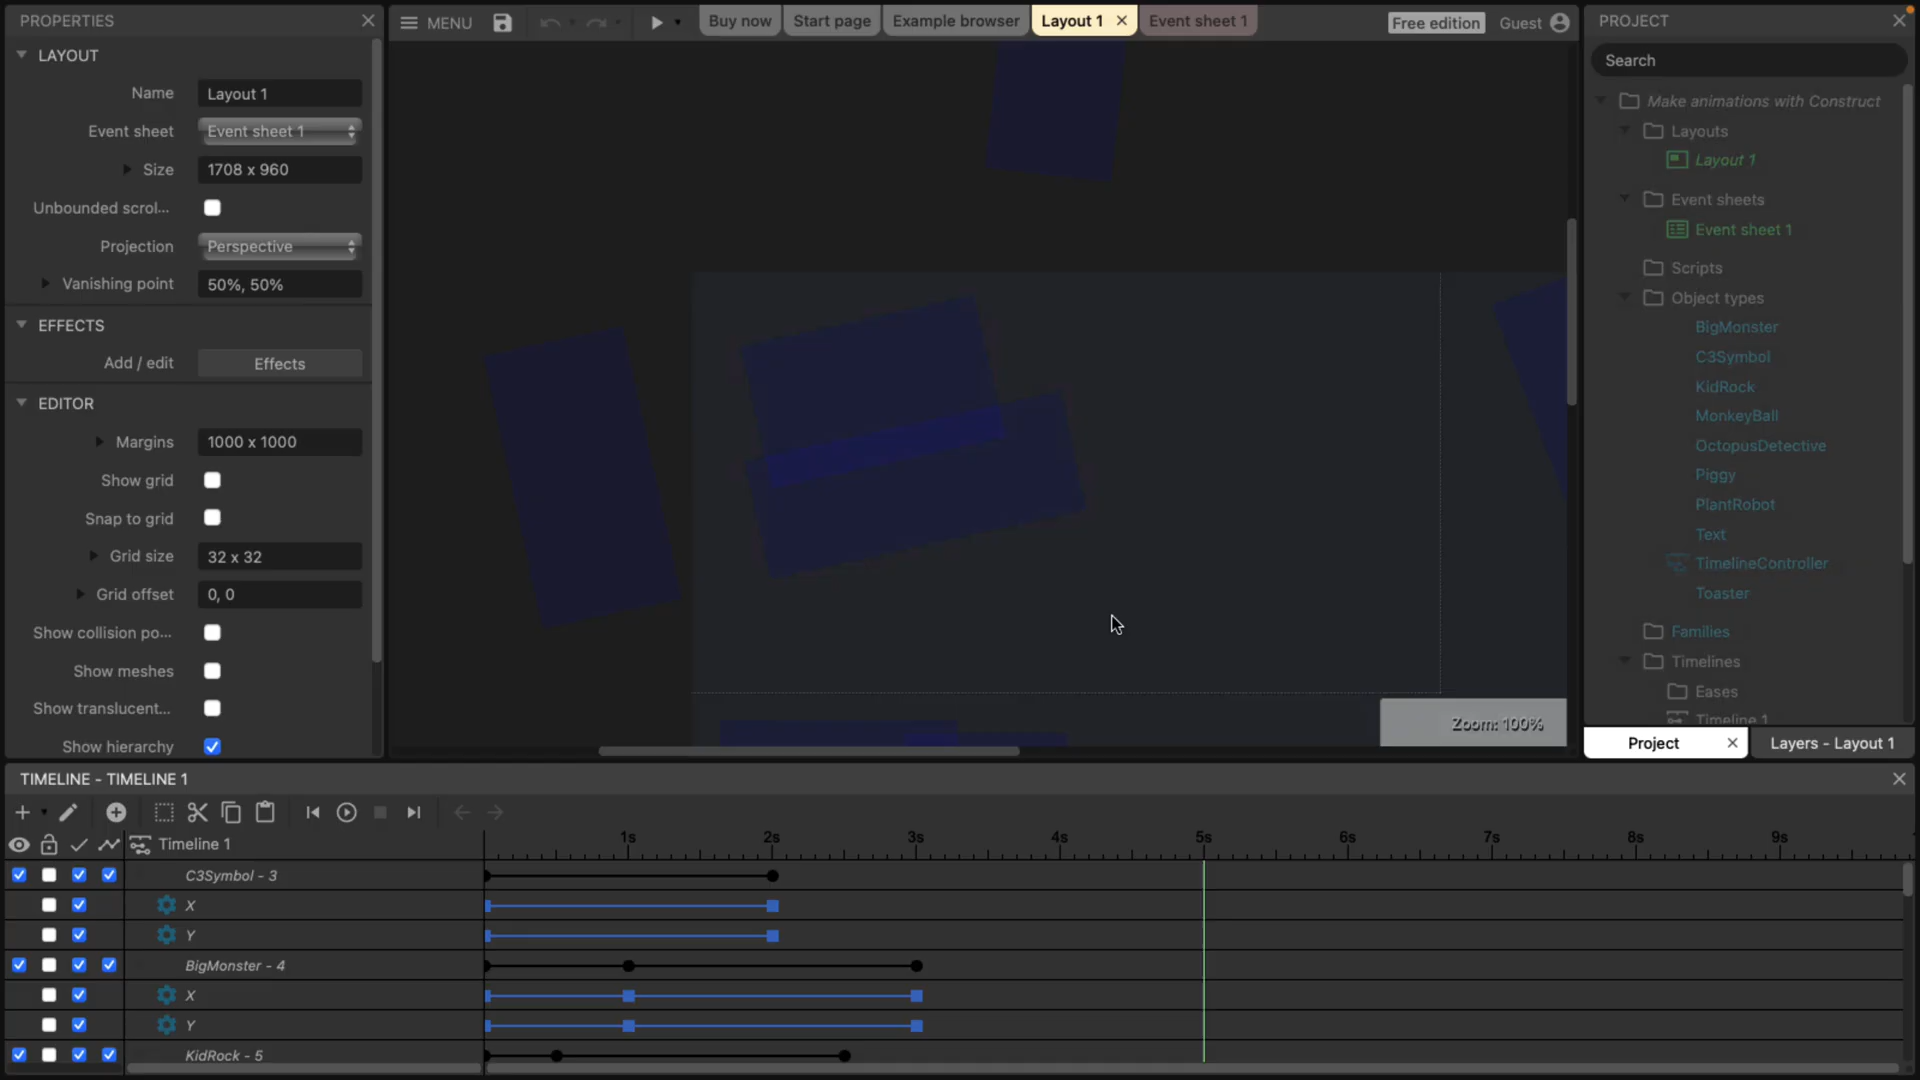 PROPERTIES
MENU
Buy now
Start page
Example browser
Layout 1
Event sheet 1
Free edition
Guest
PROJECT
LAYOUT
Name
Layout 1
Event sheet
Event sheet 1
Size
1708 x 960
Unbounded scrol...
Projection
Perspective
Vanishing point
50%, 50%
EFFECTS
Add / edit
Effects
EDITOR
Margins
1000 x 1000
Show grid
Snap to grid
Grid size
32 x 32
Grid offset
0, 0
Show collision po...
Show meshes
Show translucent...
Show hierarchy
Zoom: 100%
Search
Make animations with Construct
Layouts
Layout 1
Event sheets
Event sheet 1
Scripts
Object types
BigMonster
C3Symbol
KidRock
MonkeyBall
OctopusDetective
Piggy
PlantRobot
Text
TimelineController
Toaster
Families
Timelines
Eases
Timeline 1
Project
Layers - Layout 1
TIMELINE - TIMELINE 1
Timeline 1
1s
2s
3s
4s
5s
6s
7s
8s
9s
C3Symbol - 3
X
Y
BigMonster - 4
X
Y
KidRock - 5